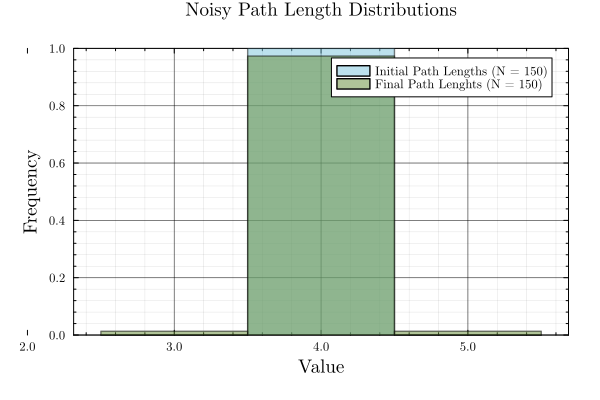 Noisy Path Length Distributions
1.0
0.8
0.6
0.4
0.2
0.0
Frequency
Initial Path Lengths (N = 150)
Final Path Lenghts (N = 150)
2.0 3.0 4.0 5.0
Value